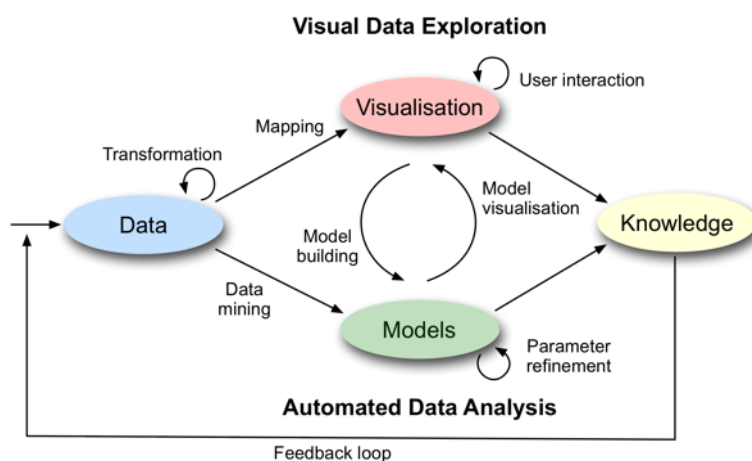 Visual Data Exploration
User interaction
Visualisation
Mapping
Transformation
Data
Model
visualisation
Knowledge
Model
building
Data
mining
Models
Parameter
refinement
Automated Data Analysis
Feedback loop